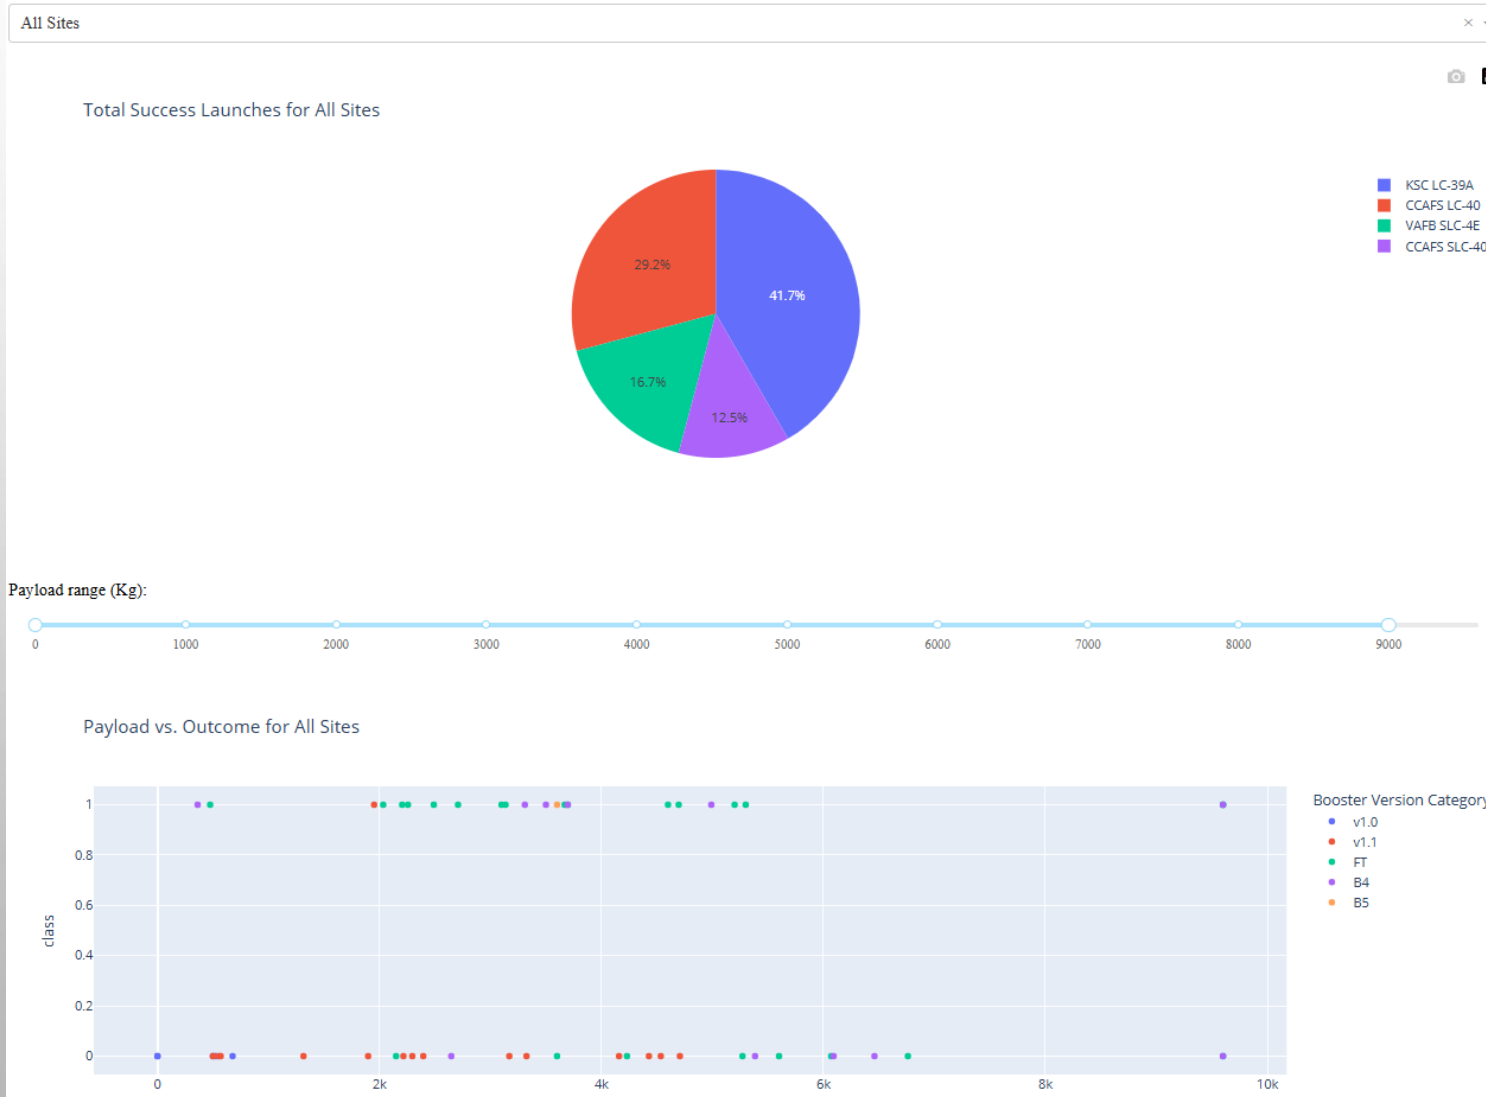 All Sites
Total Success Launches for All Sites
KSC LC-39A
CCAFS LC-40
VAFB SLC-4E
CCAFS SLC-40
29.2%
41.7%
16.7%
12.5%
Payload range (Kg):
0 1000 2000 3000 4000 5000 6000 7000 8000 9000
Payload vs. Outcome for All Sites
Booster Version Category
v1.0
v1.1
FT
B4
B5
class
1
0.8
0.6
0.4
0.2
0
0 2k 4k 6k 8k 10k